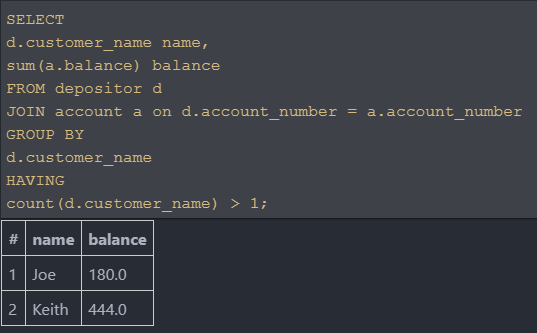 SELECT
d.customer_name name,
sum(a.balance) balance
FROM depositor d
JOIN account a on d.account_number = a.account_number
GROUP BY
d.customer_name
HAVING
count(d.customer_name) > 1;
# name balance
1 Joe 180.0
2 Keith 444.0